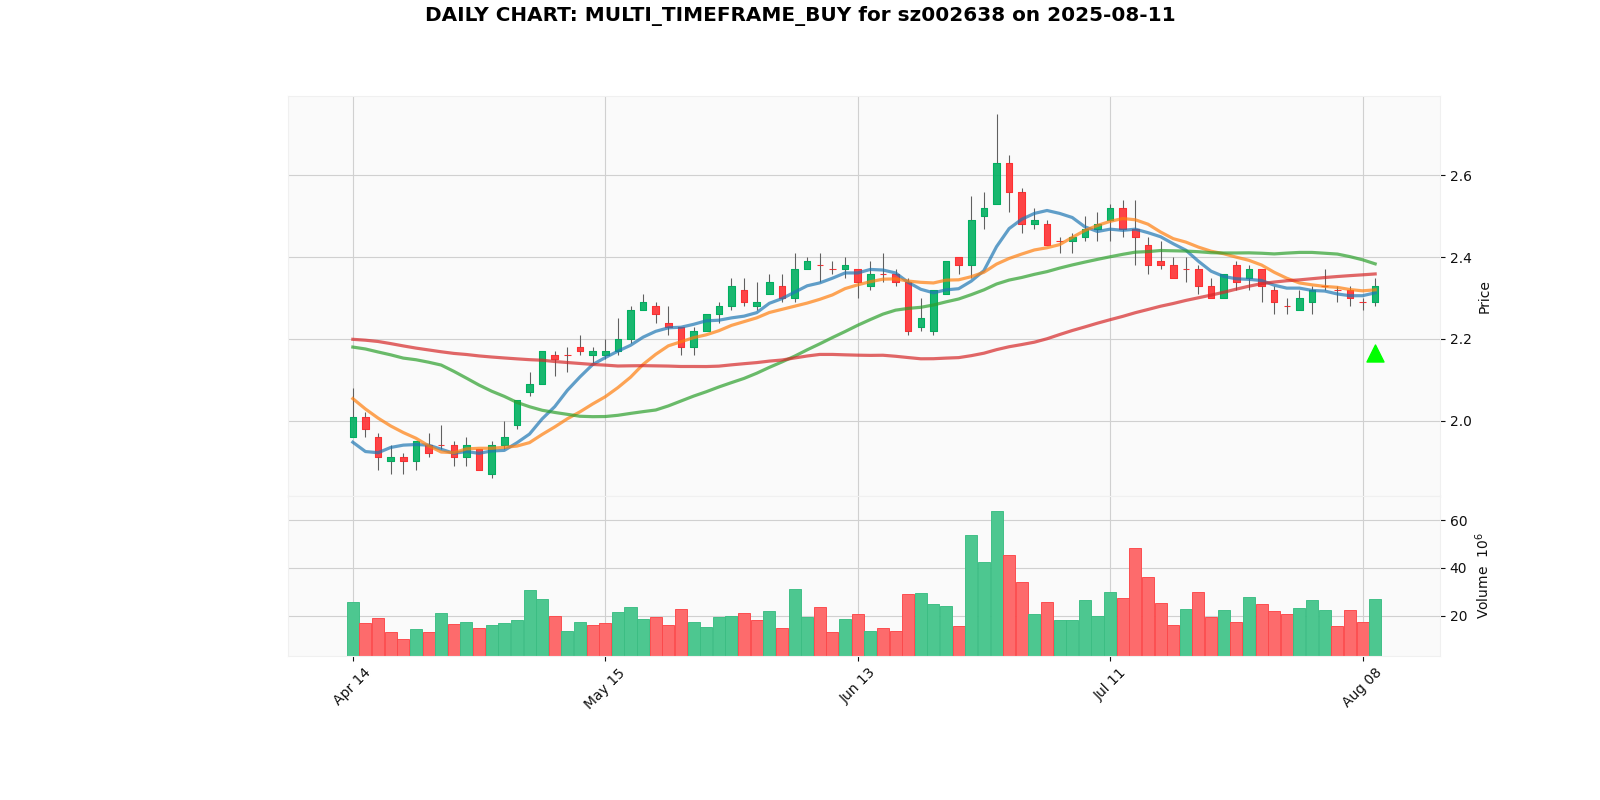 DAILY CHART: MULTI_TIMEFRAME_BUY for sz002638 on 2025-08-11
2.6
2.4
2.2
2.0
Price
60
40
20
Volume 10^6
Apr 14
May 15
Jun 13
Jul 11
Aug 08